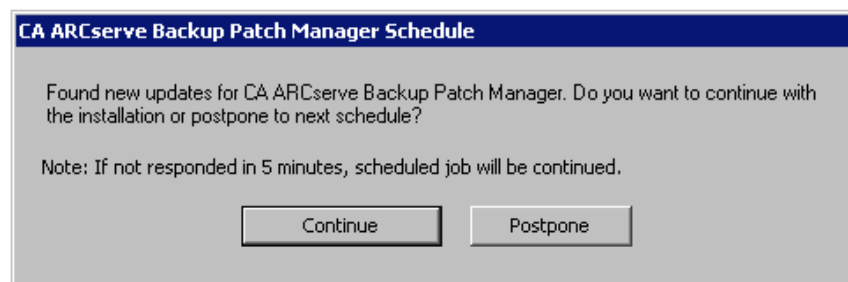 CA ARCserve Backup Patch Manager Schedule
Found new updates for CA ARCserve Backup Patch Manager. Do you want to continue with
the installation or postpone to next schedule?
Note: If not responded in 5 minutes, scheduled job will be continued.
Continue
Postpone